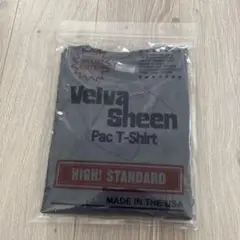 Velva
Sheen
Pac T-Shirt
HIGH! STANDARD
MADE IN THE USA